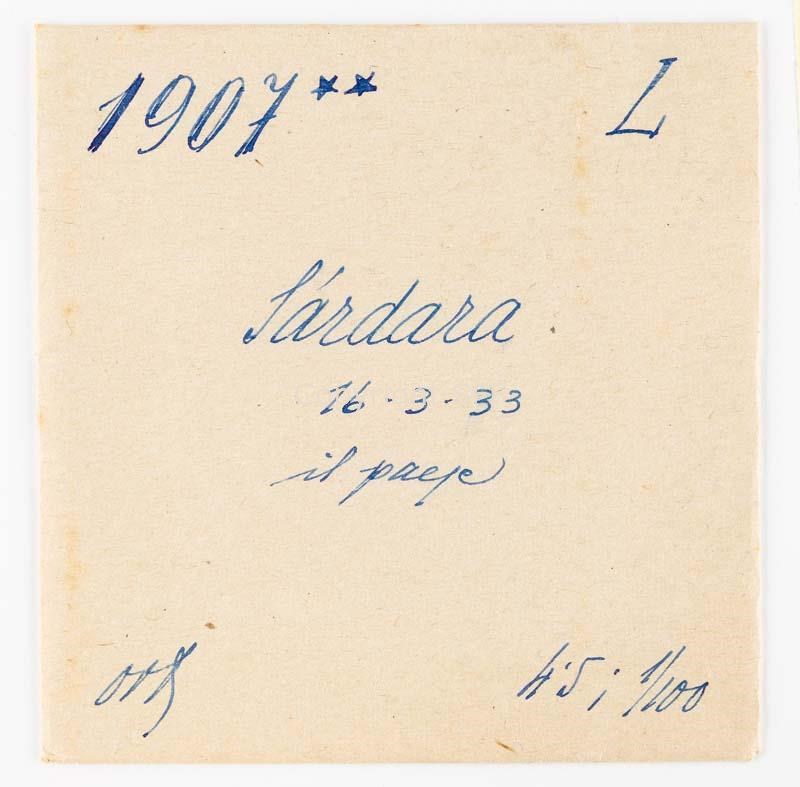 1907** L
Sárdara
16-3-33
il paese
4'5; 1/100